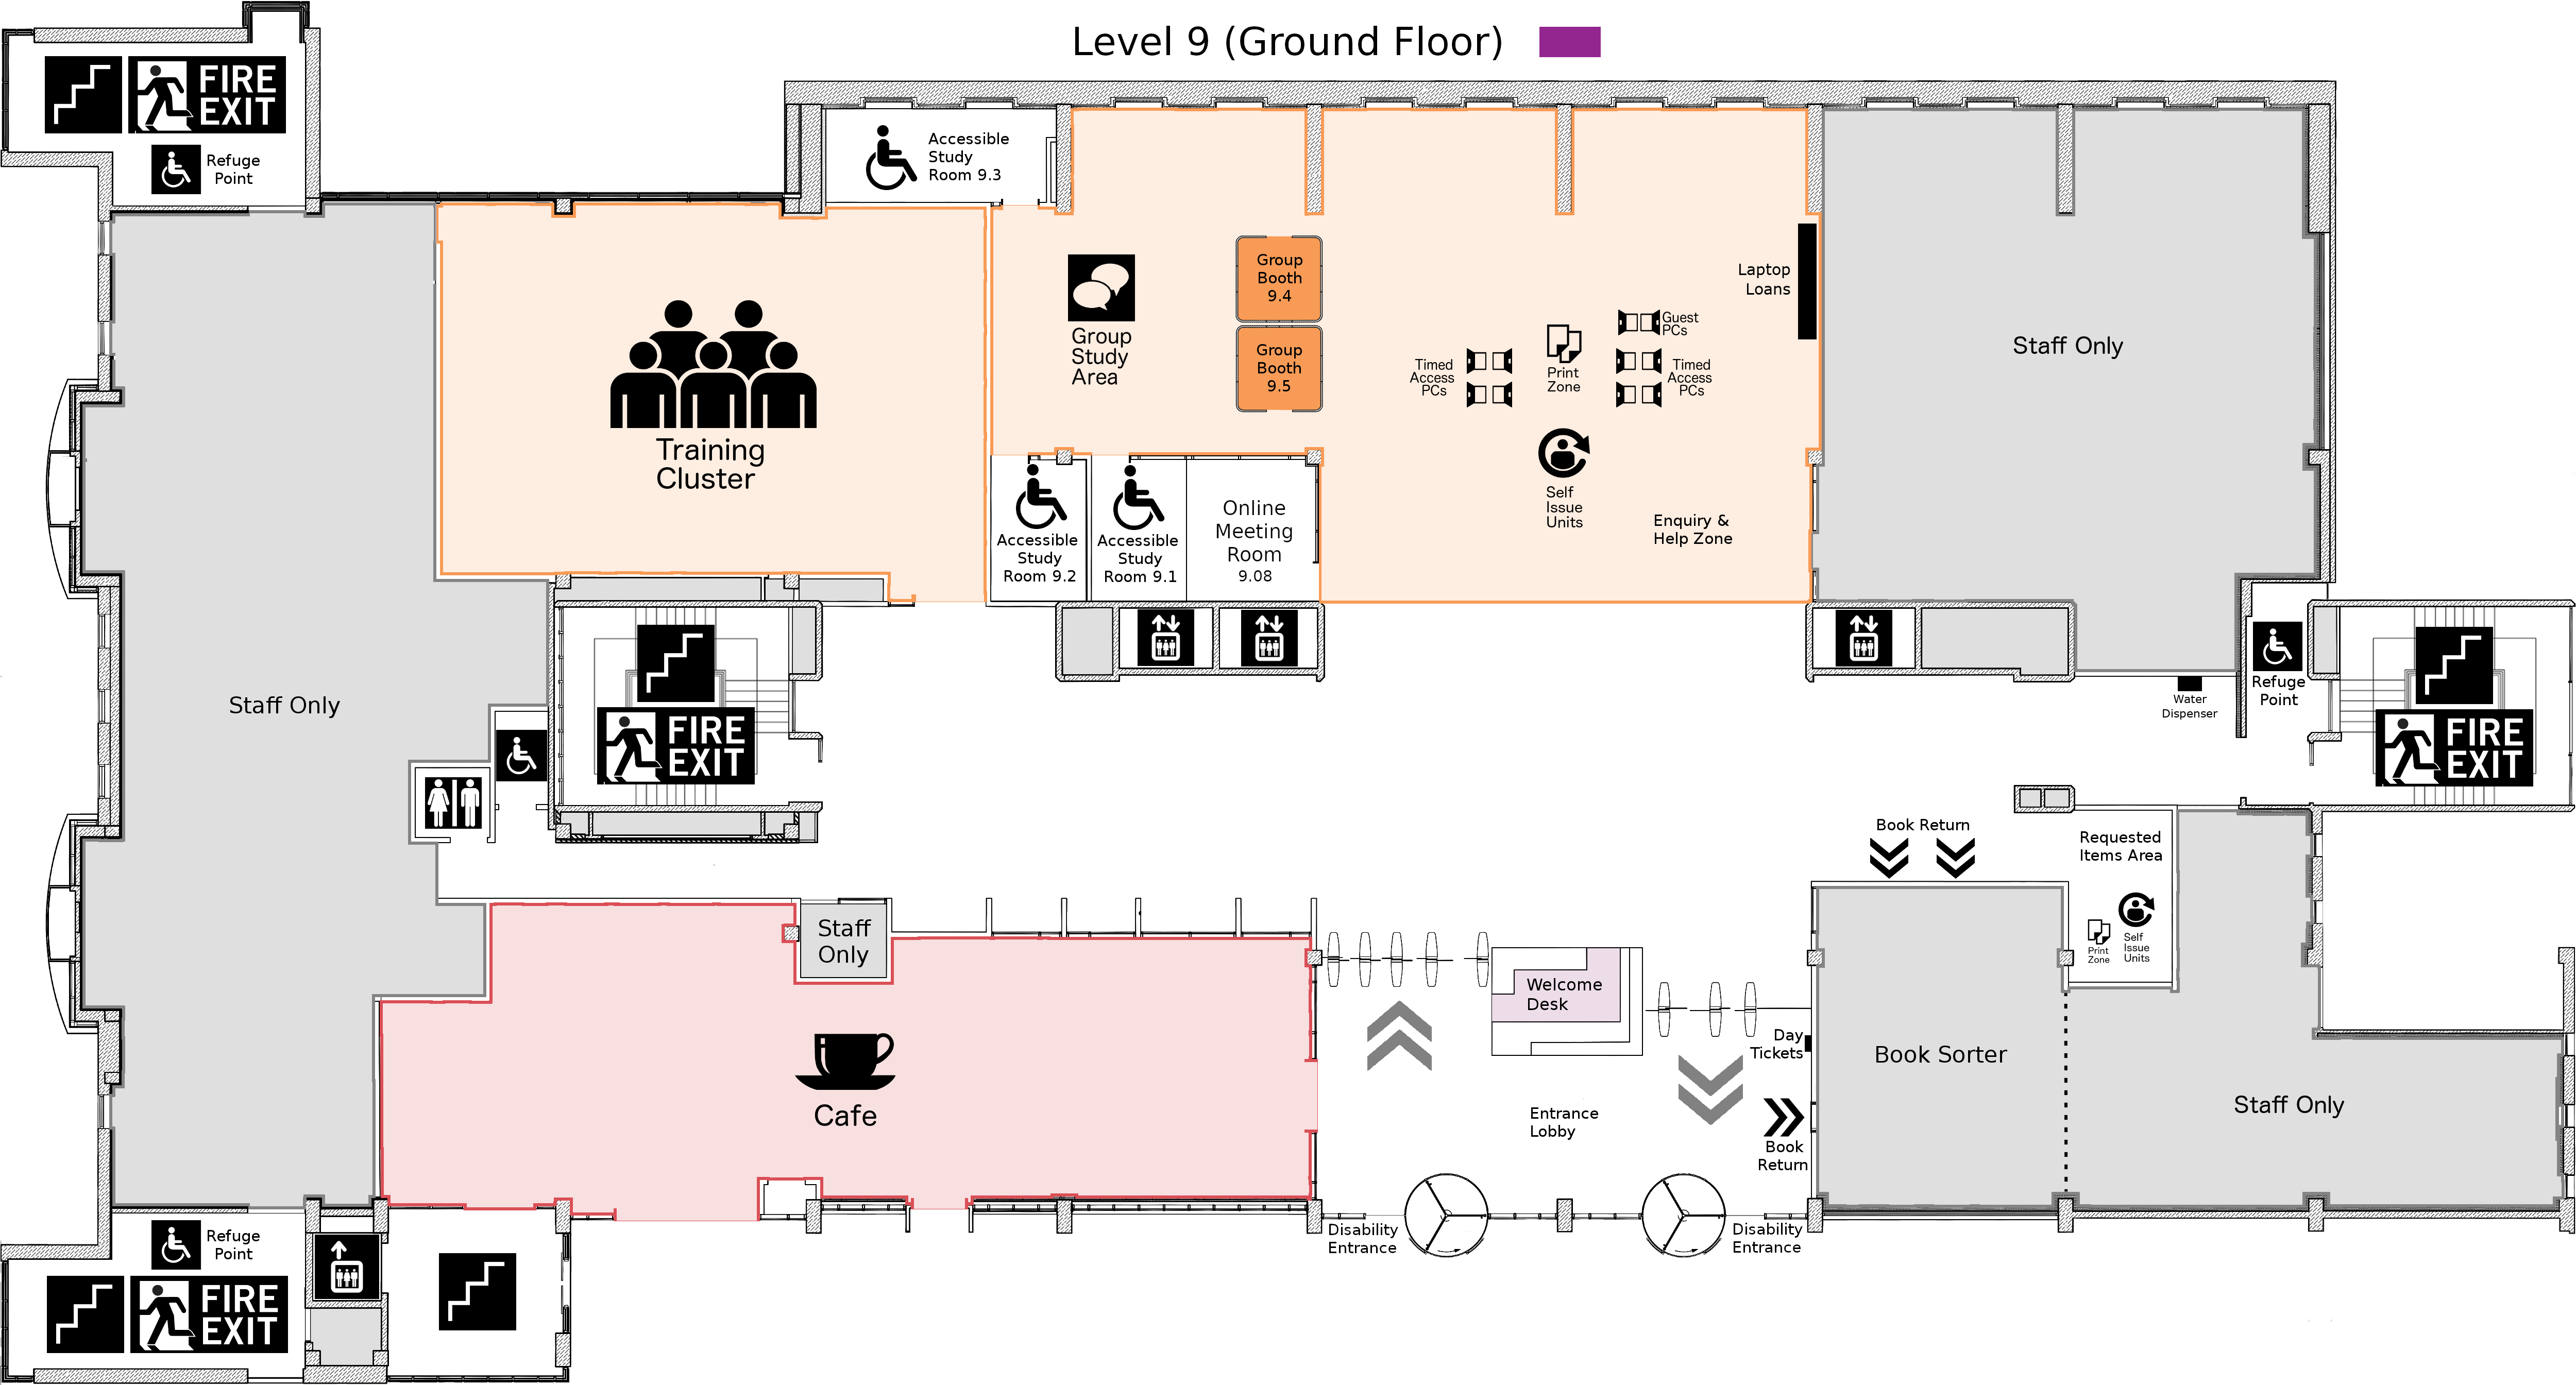 Level 9 (Ground Floor)
FIRE
EXIT
Refuge
Point
Accessible
Study
Room 9.3
Group
Booth
9.4
Laptop
Loans
Guest
PCs
Group
Study
Area
Group
Booth
9.5
Timed
Access
PCs
Print
Zone
Timed
Access
PCs
Staff Only
Training
Cluster
Self
Issue
Units
Enquiry &
Help Zone
Accessible
Study
Room 9.2
Accessible
Study
Room 9.1
Online
Meeting
Room
9.08
Staff Only
FIRE
EXIT
Water
Dispenser
Refuge
Point
FIRE
EXIT
Book Return
Requested
Items Area
Print
Zone
Self
Issue
Units
Staff
Only
Welcome
Desk
Day
Tickets
Book Sorter
Cafe
Entrance
Lobby
Book
Return
Staff Only
Disability
Entrance
Disability
Entrance
Refuge
Point
FIRE
EXIT